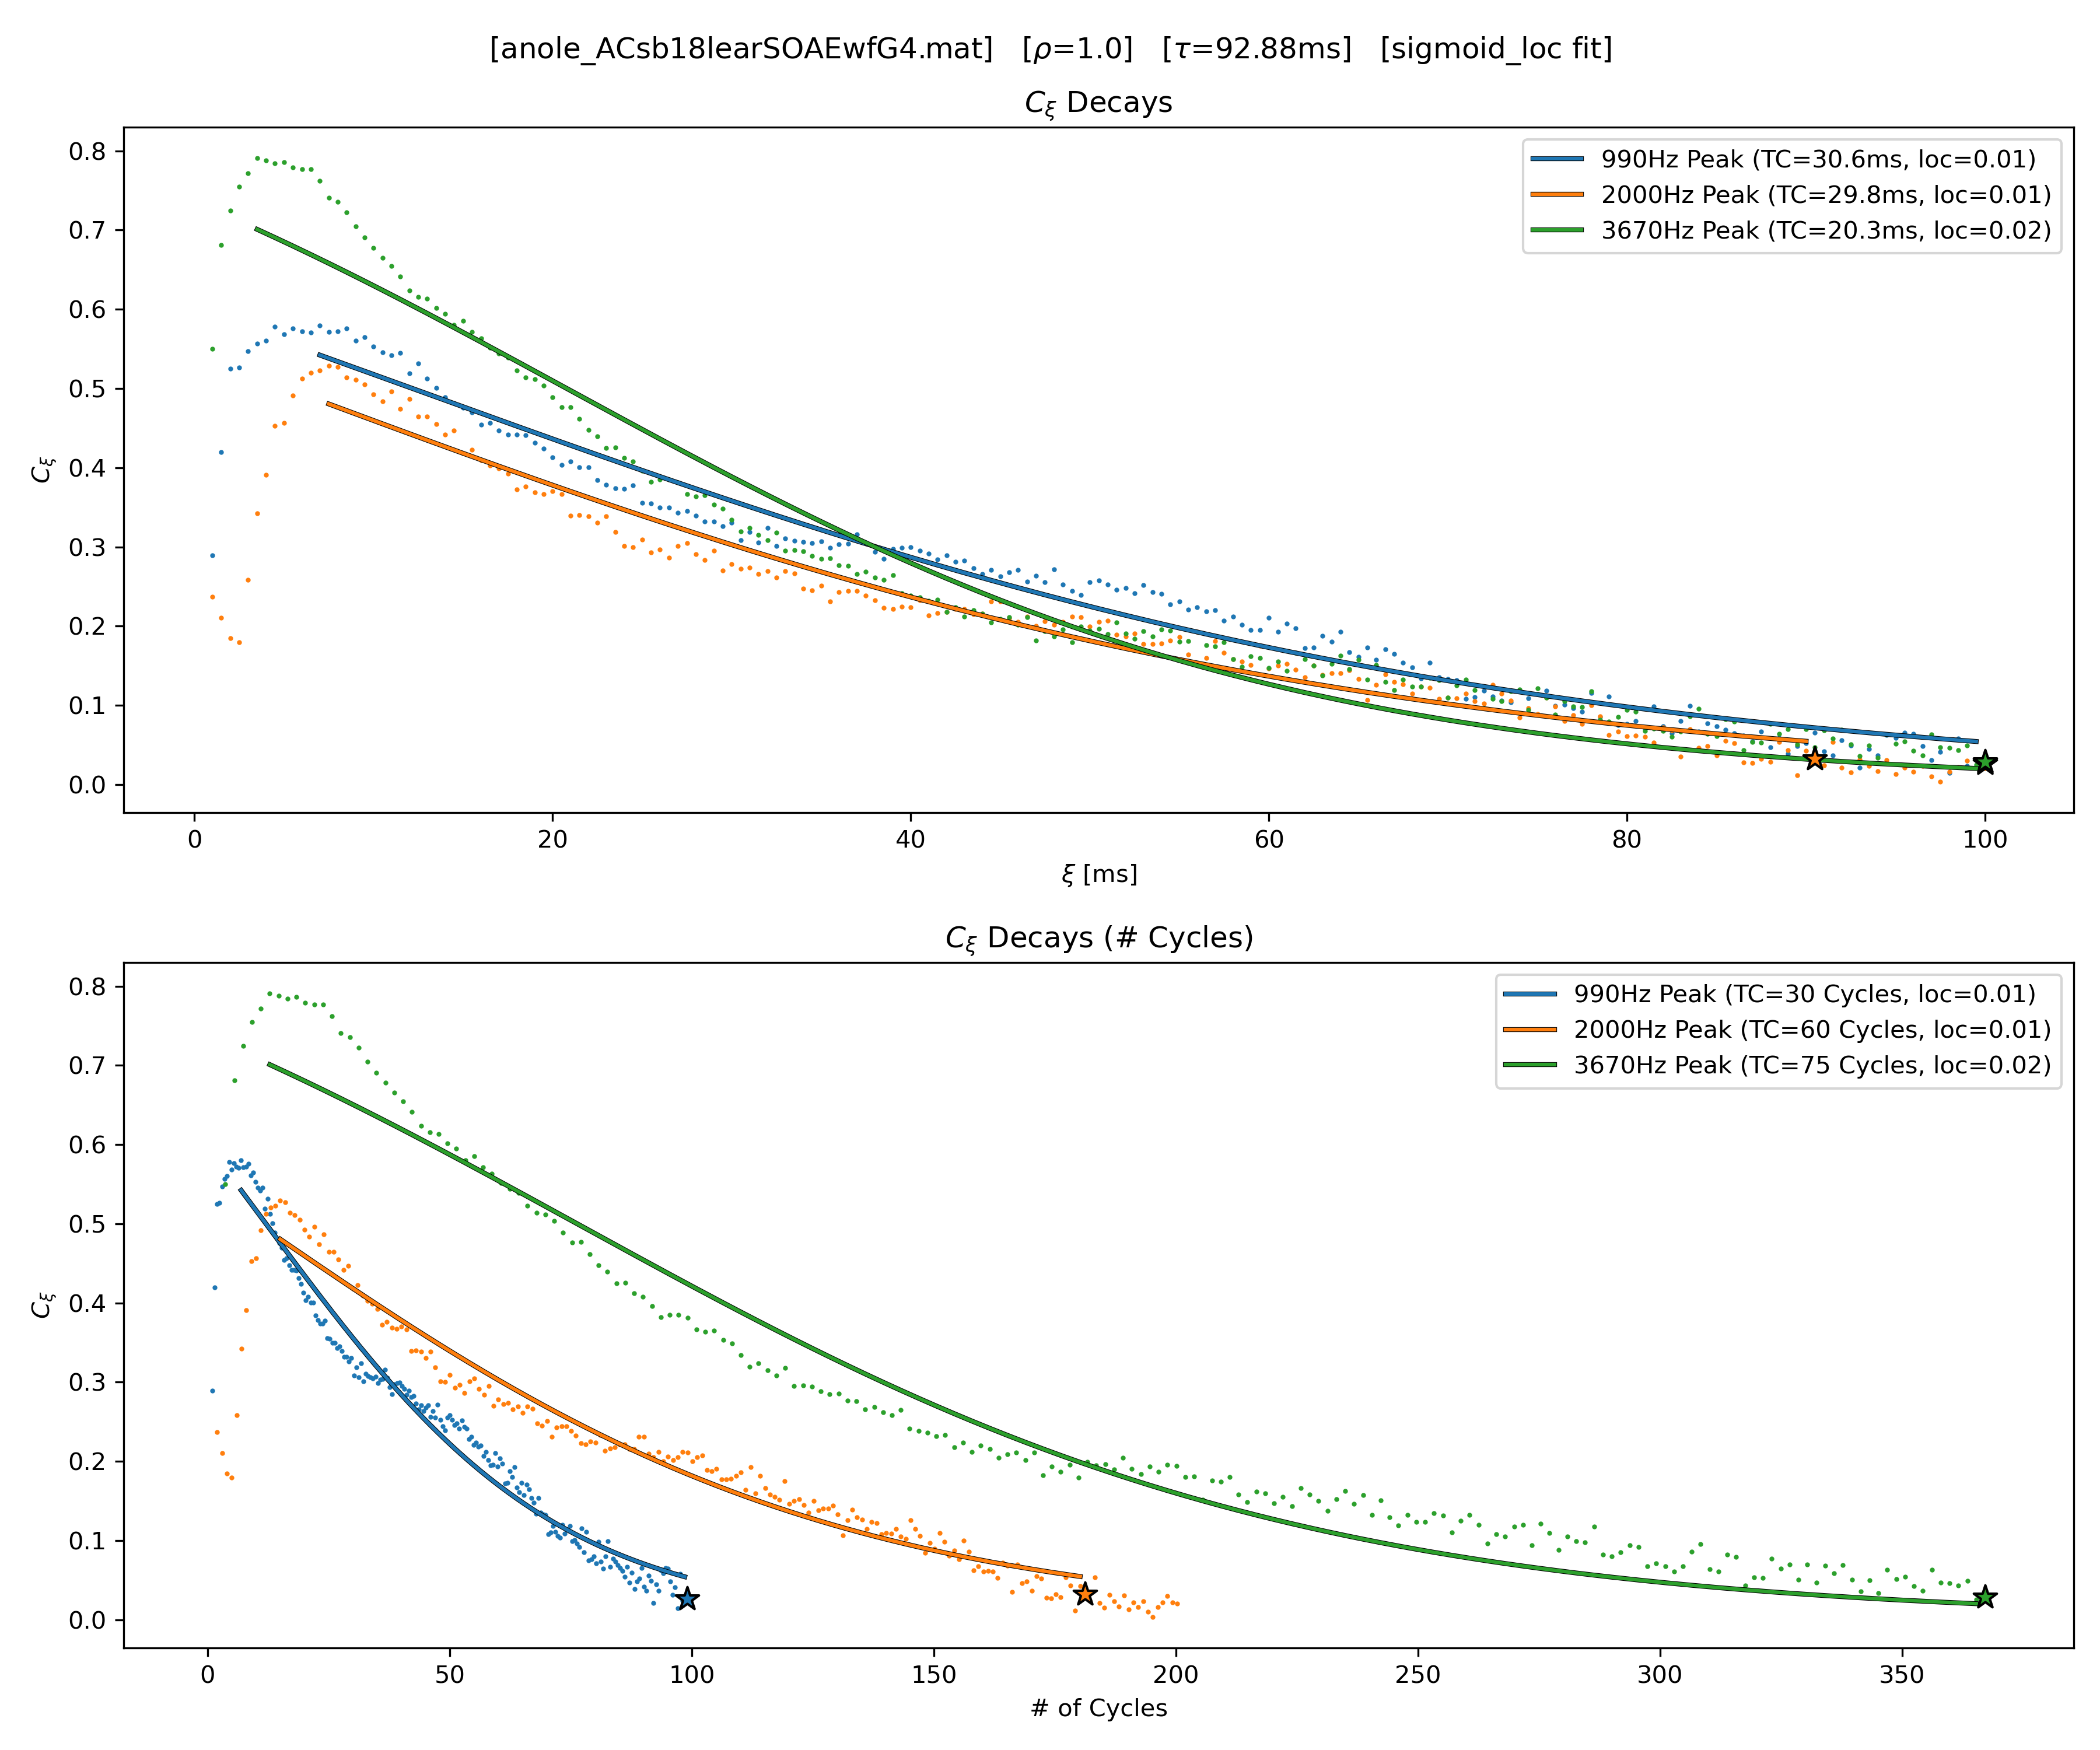 [anole_ACsb18learSOAEwfG4.mat]   [ρ=1.0]   [τ=92.88ms]   [sigmoid_loc fit]
Cξ Decays
0.8
0.7
0.6
0.5
0.4
0.3
0.2
0.1
0.0
Cξ
990Hz Peak (TC=30.6ms, loc=0.01)
2000Hz Peak (TC=29.8ms, loc=0.01)
3670Hz Peak (TC=20.3ms, loc=0.02)
0 20 40 60 80 100
ξ [ms]
Cξ Decays (# Cycles)
0.8
0.7
0.6
0.5
0.4
0.3
0.2
0.1
0.0
Cξ
990Hz Peak (TC=30 Cycles, loc=0.01)
2000Hz Peak (TC=60 Cycles, loc=0.01)
3670Hz Peak (TC=75 Cycles, loc=0.02)
0 50 100 150 200 250 300 350
# of Cycles